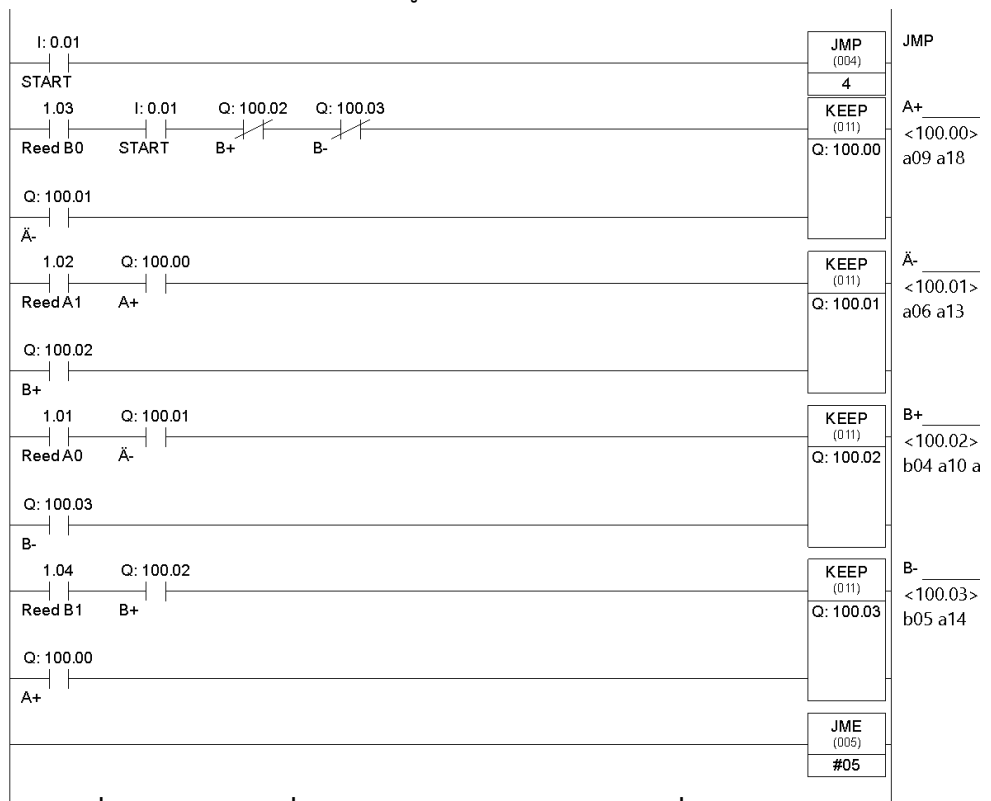 I: 0.01
START
JMP
(004)
4
JMP
1.03 I: 0.01 Q: 100.02 Q: 100.03
Reed B0 START B+ B-
KEEP
(011)
Q: 100.00
A+
<100.00>
a09 a18
Q: 100.01
Ä-
1.02 Q: 100.00
Reed A1 A+
KEEP
(011)
Q: 100.01
Ä-
<100.01>
a06 a13
Q: 100.02
B+
1.01 Q: 100.01
Reed A0 Ä-
KEEP
(011)
Q: 100.02
B+
<100.02>
b04 a10 a
Q: 100.03
B-
1.04 Q: 100.02
Reed B1 B+
KEEP
(011)
Q: 100.03
B-
<100.03>
b05 a14
Q: 100.00
A+
JME
(005)
#05